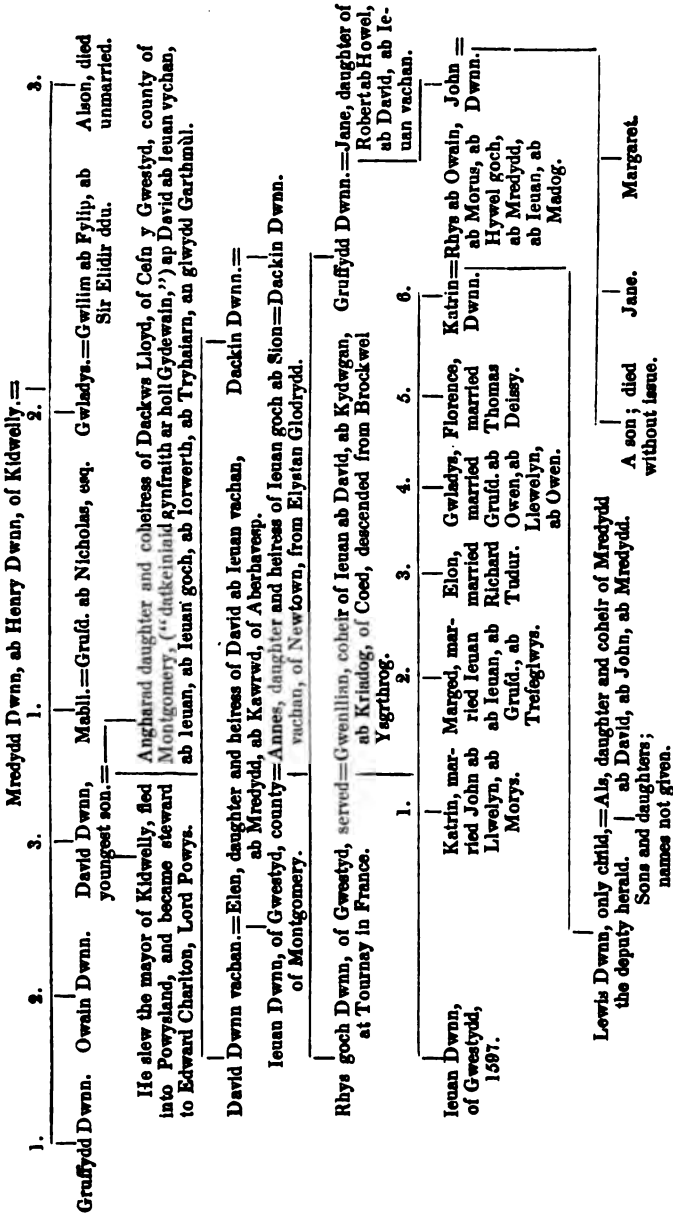 Mredydd Dwnn, ab Henry Dwnn, of Kidwelly.=
1. 2. 3. 1. 2. 3.
Gruffydd Dwnn. Owain Dwnn. David Dwnn, Mabli.=Grufd. ab Nicholas, esq. Gwladys.=Gwilim ab Fylip, ab Alson, died
youngest son.= Sir Elidir ddu. unmarried.
He slew the mayor of Kidwelly, fled
into Powysland, and became steward
to Edward Charlton, Lord Powys.
Angharad daughter and coheiress of Dackws Lloyd, of Cefn y Gwestyd, county of
Montgomery, (“datkeiniaid gynfraith ar holl Gydewain,”) ap David ab Ieuan vychan,
ab Ieuan, ab Ieuan goch, ab Iorwerth, ab Tryhaiarn, an glwydd Garthmùl.
David Dwnn vachan.=Elen, daughter and heiress of David ab Ieuan vachan,
ab Mredydd, ab Kawrwd, of Aberhavesp.
Dackin Dwnn.=
Ieuan Dwnn, of Gwestyd, county=Annes, daughter and heiress of Ieuan goch ab Sion=Dackin Dwnn.
of Montgomery. vachan, of Newtown, from Elystan Glodrydd.
Rhys goch Dwnn, of Gwestyd, served=Gwenllian, coheir of Ieuan ab David, ab Kydwgan,
at Tournay in France. ab Kriadog, of Coed, descended from Brockwel
Ysgrthrog.
Gruffydd Dwnn.=Jane, daughter of
Robert ab Howel,
ab David, ab Ie-
uan vachan.
Ieuan Dwnn,
of Gwestydd,
1597.
1.
Katrin, mar-
ried John ab
Llwelyn, ab
Morys.
2.
Marged, mar-
ried Ieuan
ab Ieuan, ab
Grufd., ab
Trefeglwys.
3.
Elon,
married
Richard
Tudur.
4.
Gwladys,
married
Grufd. ab
Owen, ab
Llewelyn,
ab Owen.
5.
Florence,
married
Thomas
Deissy.
6.
Katrin=Rhys ab Owain,
Dwnn. ab Morus, ab
Hywel goch,
ab Mredydd,
ab Ieuan, ab
Madog.
John =
Dwnn.
Lewis Dwnn, only child,=Als, daughter and coheir of Mredydd
the deputy herald. ab David, ab John, ab Mredydd.
Sons and daughters;
names not given.
A son; died
without issue.
Jane.
Margaret.